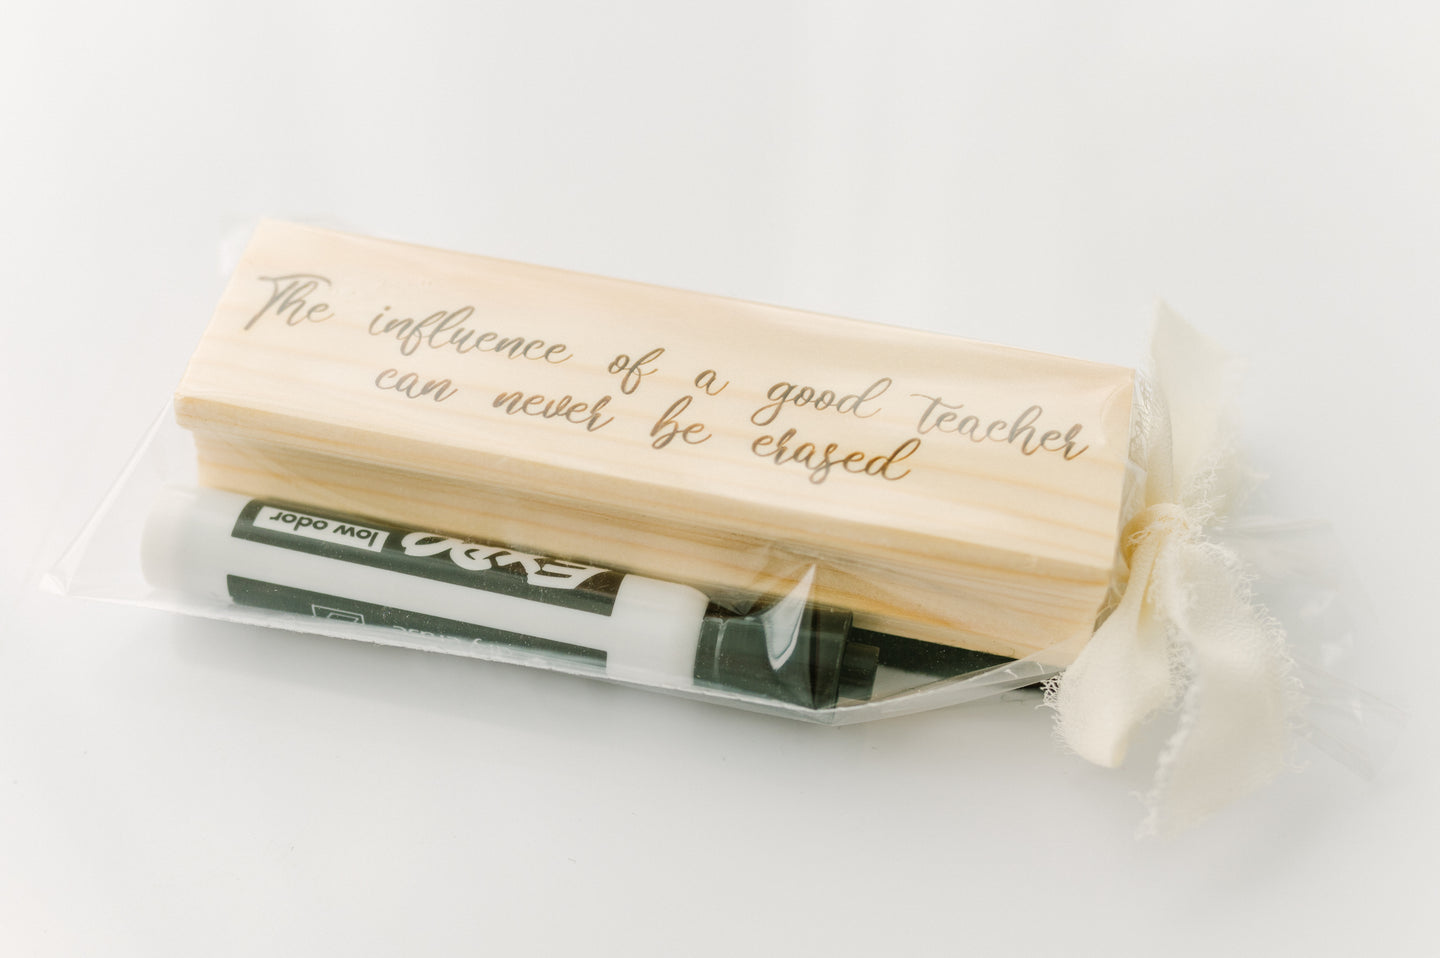 The influence of a good teacher
can never be erased
low odor
EXPO